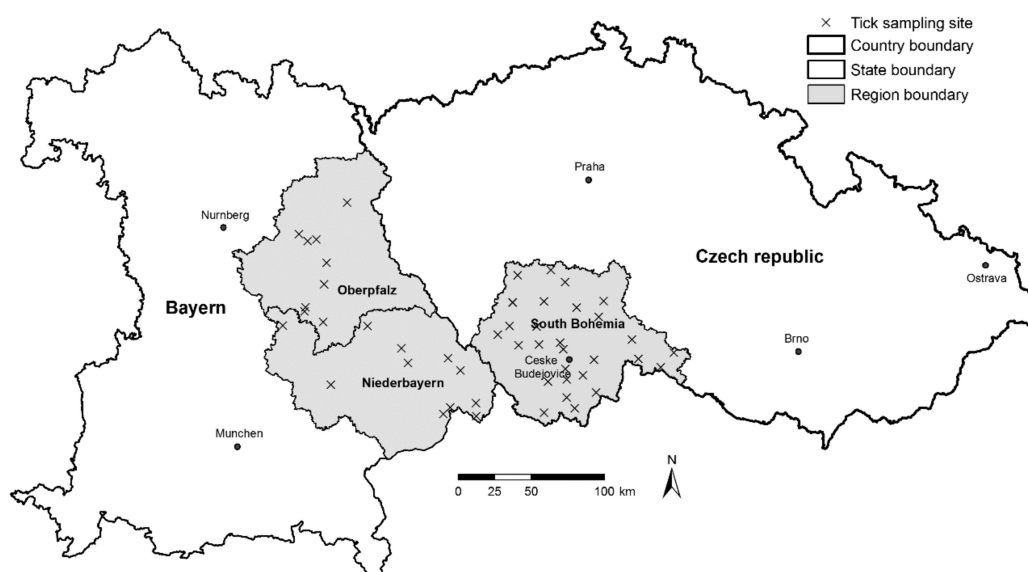 Tick sampling site
Country boundary
State boundary
Region boundary
Praha
Nurnberg
Czech republic
Ostrava
Oberpfalz
Bayern
South Bohemia
Brno
Ceske
Budejovice
Niederbayern
Munchen
N
0 25 50 100 km